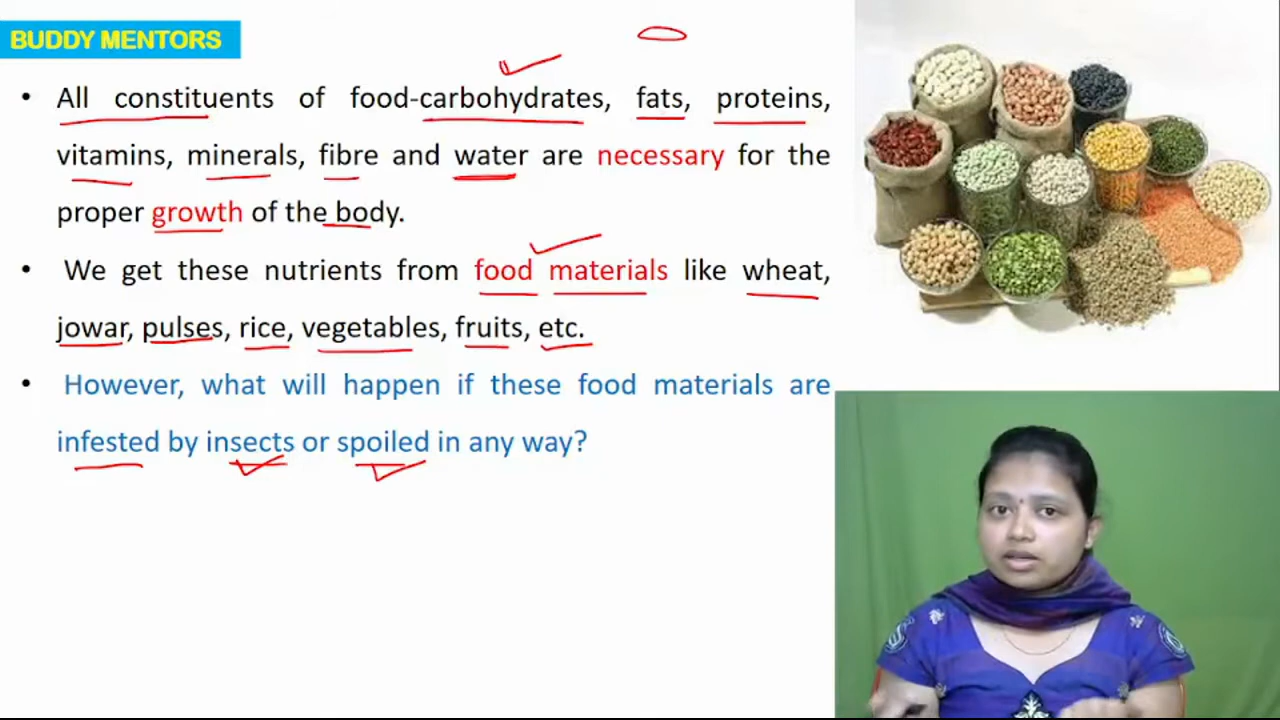 BUDDY MENTORS
• All constituents of food-carbohydrates, fats, proteins,
vitamins, minerals, fibre and water are necessary for the
proper growth of the body.
• We get these nutrients from food materials like wheat,
jowar, pulses, rice, vegetables, fruits, etc.
• However, what will happen if these food materials are
infested by insects or spoiled in any way?